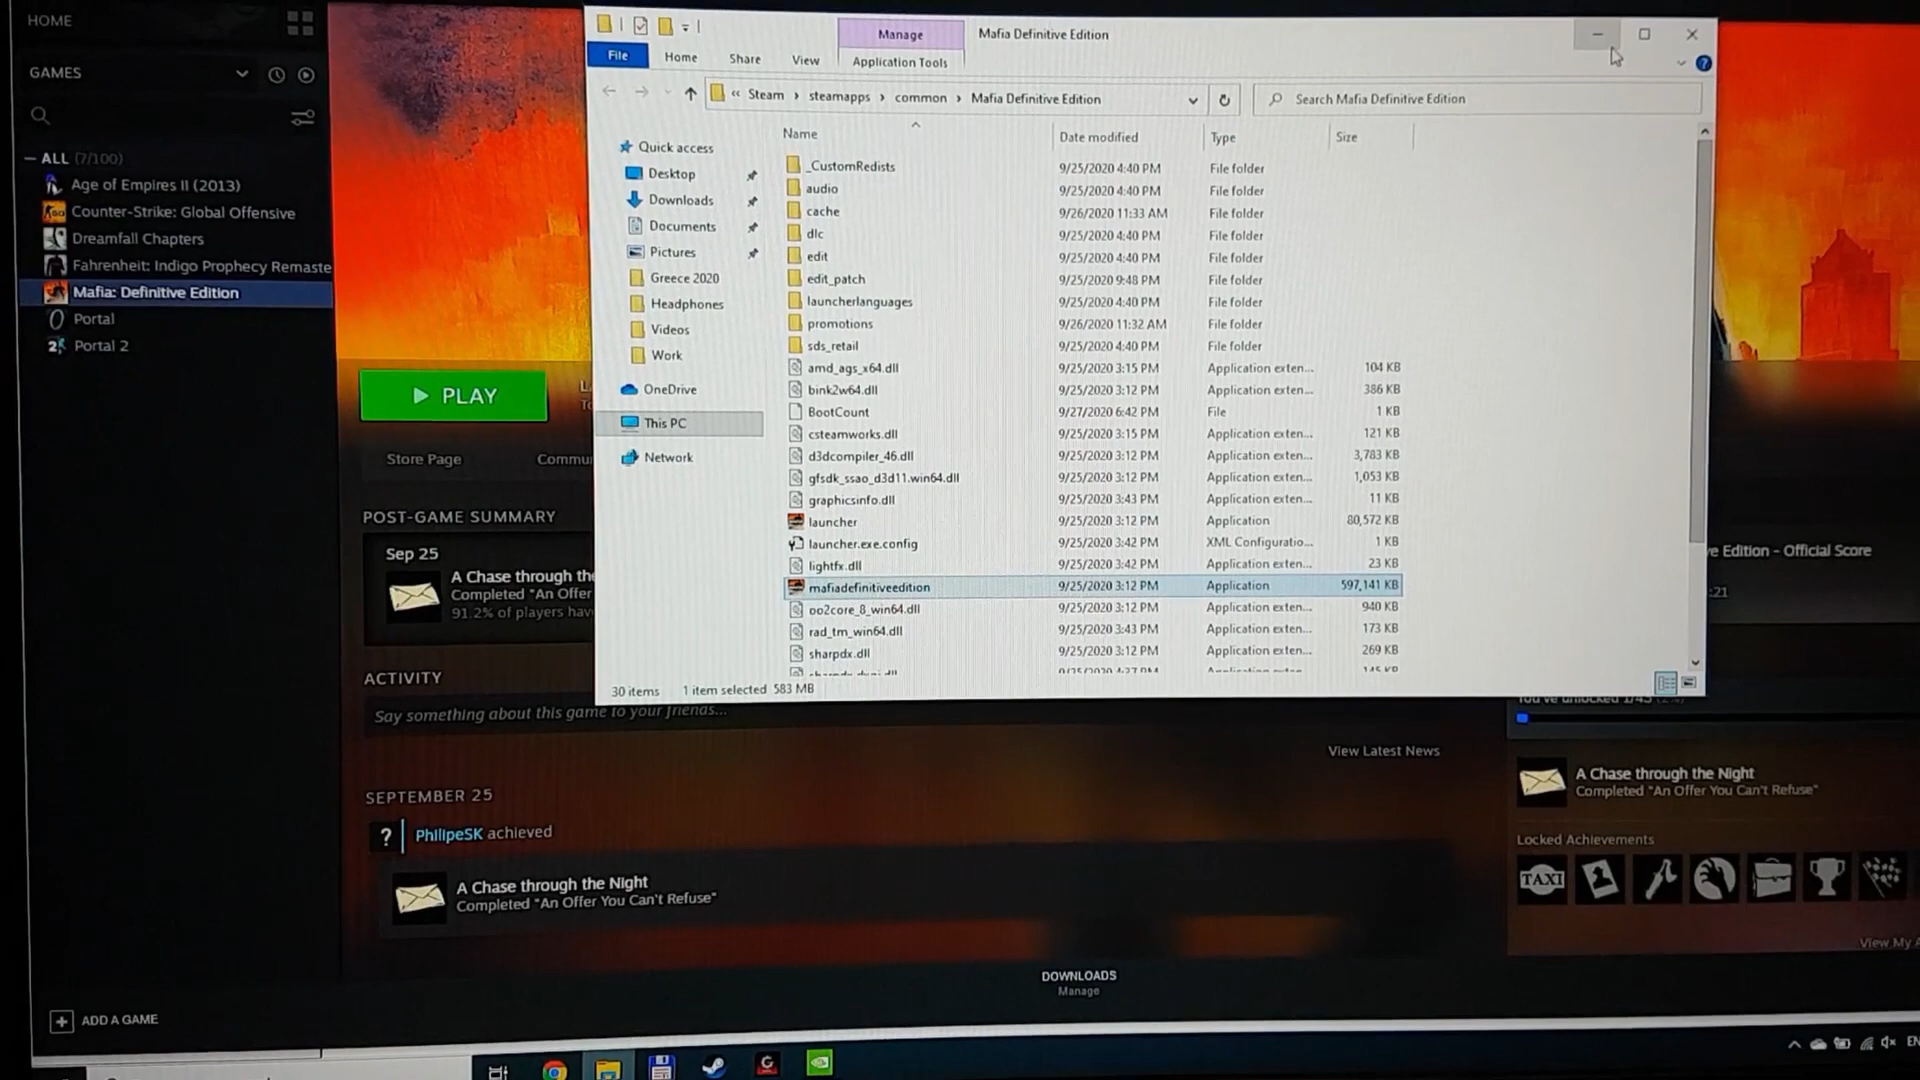 HOME
GAMES
ALL (7/100)
Age of Empires II (2013)
Counter-Strike: Global Offensive
Dreamfall Chapters
Fahrenheit: Indigo Prophecy Remaste
Mafia: Definitive Edition
Portal
Portal 2
ADD A GAME
Manage
Mafia Definitive Edition
File
Home
Share
View
Application Tools
« Steam › steamapps › common › Mafia Definitive Edition
Search Mafia Definitive Edition
Quick access
Desktop
Downloads
Documents
Pictures
Greece 2020
Headphones
Videos
Work
OneDrive
This PC
Network
Name Date modified Type Size
_CustomRedists 9/25/2020 4:40 PM File folder
audio 9/25/2020 4:40 PM File folder
cache 9/26/2020 11:33 AM File folder
dlc 9/25/2020 4:40 PM File folder
edit 9/25/2020 4:40 PM File folder
edit_patch 9/25/2020 9:48 PM File folder
launcherlanguages 9/25/2020 4:40 PM File folder
promotions 9/26/2020 11:32 AM File folder
sds_retail 9/25/2020 4:40 PM File folder
amd_ags_x64.dll 9/25/2020 3:15 PM Application exten... 104 KB
bink2w64.dll 9/25/2020 3:12 PM Application exten... 386 KB
BootCount 9/27/2020 6:42 PM File 1 KB
csteamworks.dll 9/25/2020 3:15 PM Application exten... 121 KB
d3dcompiler_46.dll 9/25/2020 3:12 PM Application exten... 3,783 KB
gfsdk_ssao_d3d11.win64.dll 9/25/2020 3:12 PM Application exten... 1,053 KB
graphicsinfo.dll 9/25/2020 3:43 PM Application exten... 11 KB
launcher 9/25/2020 3:12 PM Application 80,572 KB
launcher.exe.config 9/25/2020 3:42 PM XML Configuratio... 1 KB
lightfx.dll 9/25/2020 3:42 PM Application exten... 23 KB
mafiadefinitiveedition 9/25/2020 3:12 PM Application 597,141 KB
oo2core_8_win64.dll 9/25/2020 3:12 PM Application exten... 940 KB
rad_tm_win64.dll 9/25/2020 3:43 PM Application exten... 173 KB
sharpdx.dll 9/25/2020 3:12 PM Application exten... 269 KB
30 items 1 item selected 583 MB
PLAY
Store Page
Commu
POST-GAME SUMMARY
Sep 25
A Chase through the
Completed "An Offer
91.2% of players hav
ACTIVITY
Say something about this game to your friends...
View Latest News
SEPTEMBER 25
? PhilipeSK achieved
A Chase through the Night
Completed "An Offer You Can't Refuse"
e Edition - Official Score
:21
You've unlocked 1/43
A Chase through the Night
Completed "An Offer You Can't Refuse"
Locked Achievements
TAXI
View My A
DOWNLOADS
Manage
EN